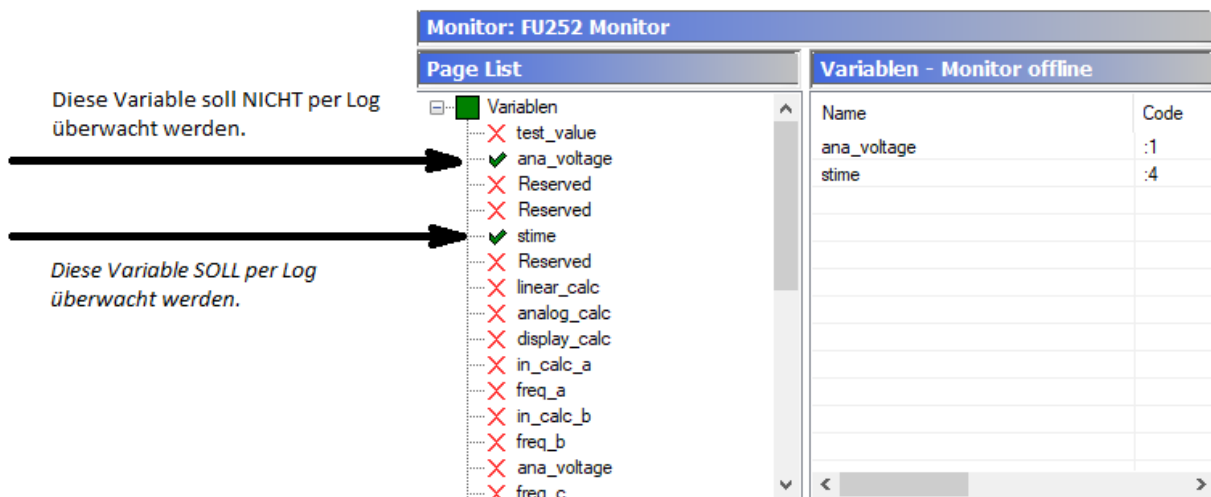 Monitor: FU252 Monitor
Page List
Variablen - Monitor offline
Diese Variable soll NICHT per Log
überwacht werden.
Diese Variable SOLL per Log
überwacht werden.
Variablen
test_value
ana_voltage
Reserved
Reserved
stime
Reserved
linear_calc
analog_calc
display_calc
in_calc_a
freq_a
in_calc_b
freq_b
ana_voltage
freq_c
Name Code
ana_voltage :1
stime :4